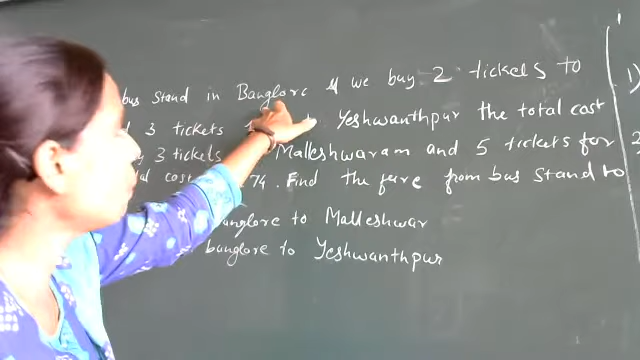 bus stand in Banglore if we buy 2 tickets to
3 tickets Yeshwanthpur the total cost
3 tickets Malleshwaram and 5 tickets for
cost 74. Find the fare from bus stand to
banglore to Malleshwar
banglore to Yeshwanthpur
1)